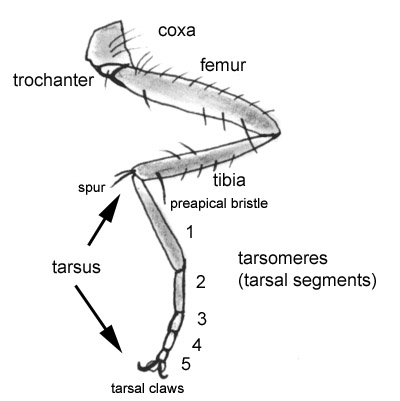 coxa
femur
trochanter
tibia
spur
preapical bristle
1
tarsus
tarsomeres
(tarsal segments)
2
3
4
5
tarsal claws